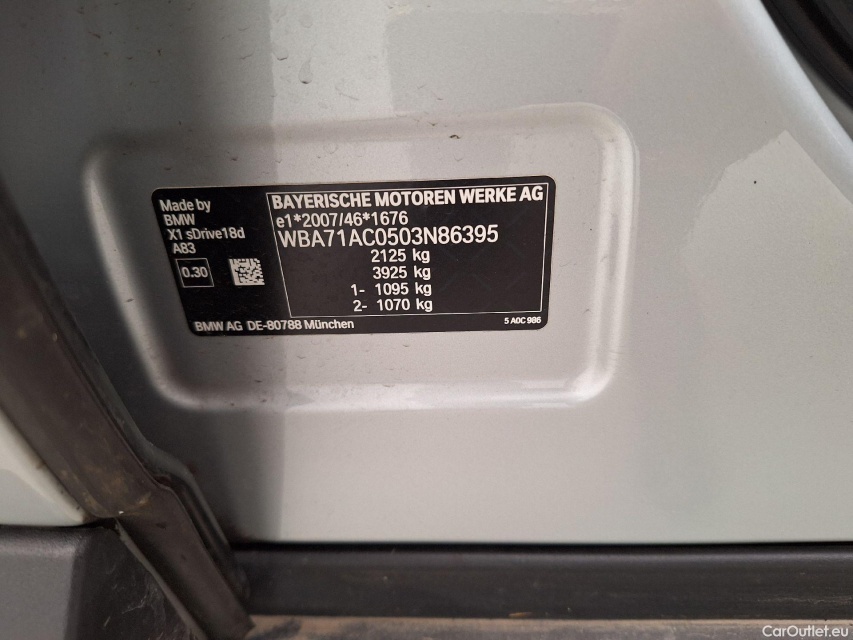 Made by
BMW
X1 sDrive18d
A83
0.30
BAYERISCHE MOTOREN WERKE AG
e1*2007/46*1676
WBA71AC0503N86395
2125 kg
3925 kg
1- 1095 kg
2- 1070 kg
BMW AG DE-80788 München
5 A0C 986
CarOutlet.eu